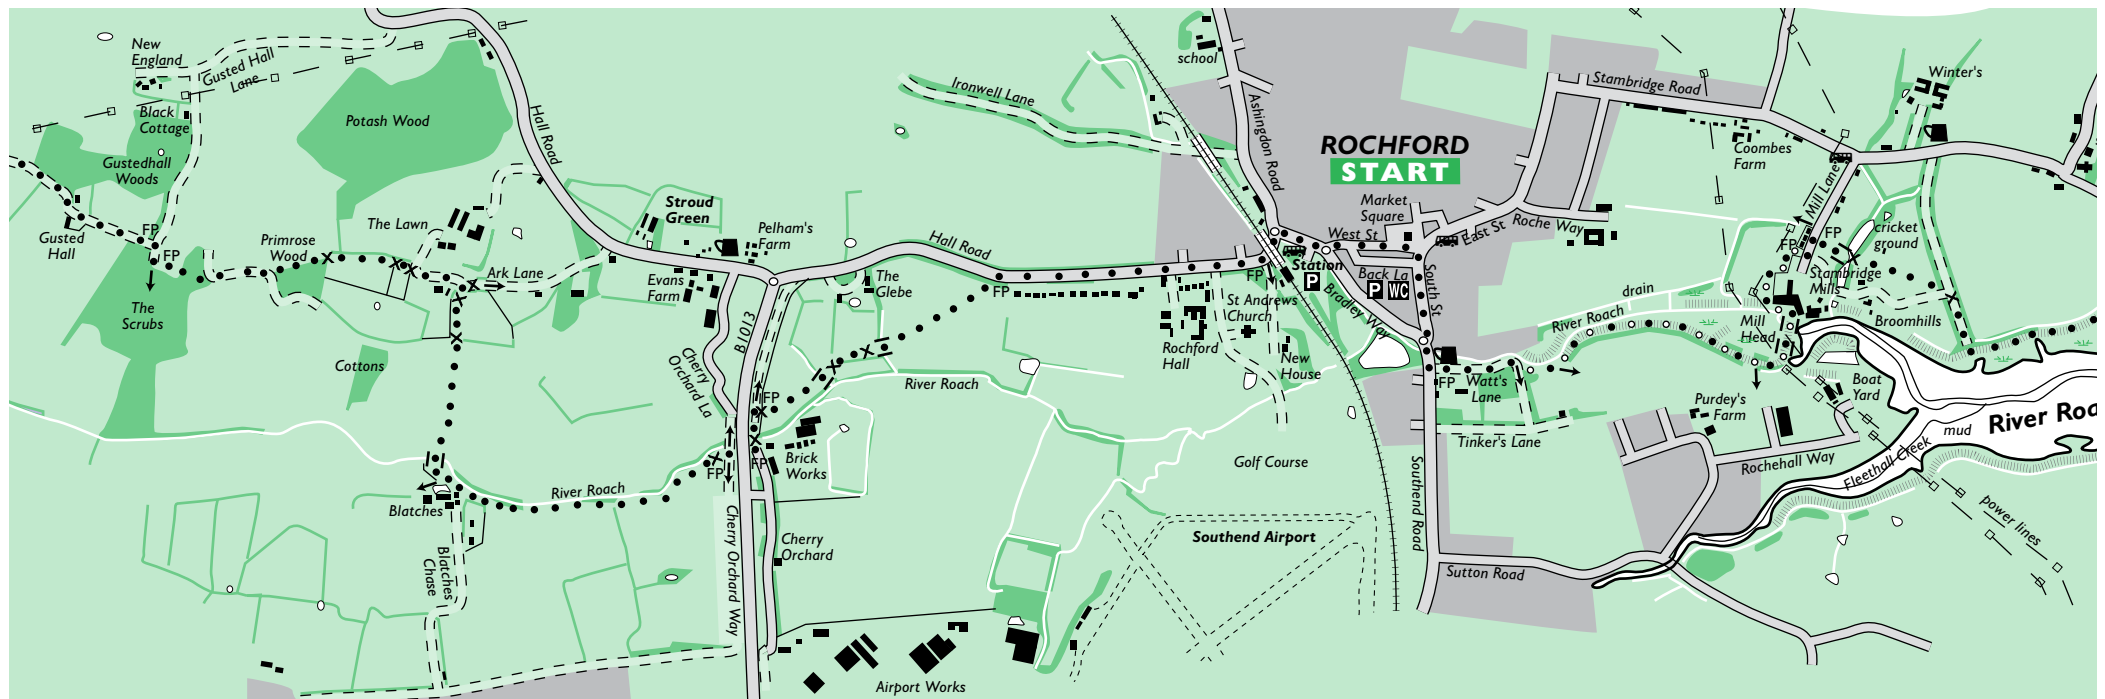 New
England
Gusted Hall
Lane
Black
Cottage
Gustedhall
Woods
Potash Wood
Hall Road
Gusted
Hall
FP
FP
The
Scrubs
Primrose
Wood
The Lawn
Ark Lane
Cottons
Stroud
Green
Pelham's
Farm
Evans
Farm
B1013
Cherry
Orchard La
Hall Road
The
Glebe
FP
FP
FP
FP
Brick
Works
River Roach
River Roach
Blatches
Blatches
Chase
Cherry Orchard Way
Cherry
Orchard
Airport Works
Ironwell Lane
school
Ashingdon Road
ROCHFORD
START
Market
Square
West St
East St
Roche Way
Station
P
Back La
P
WC
South St
Bradley Way
FP
St Andrews
Church
Rochford
Hall
New
House
Golf Course
Southend Airport
Southend Road
Sutton Road
FP
Watt's
Lane
Tinker's Lane
River Roach
drain
Stambridge Road
Coombes
Farm
Winter's
Mill Lane
FP
FP
cricket
ground
Stambridge
Mills
Mill
Head
Broomhills
Boat
Yard
Purdey's
Farm
Rochehall Way
Fleethall Creek
mud
River Roa
power lines